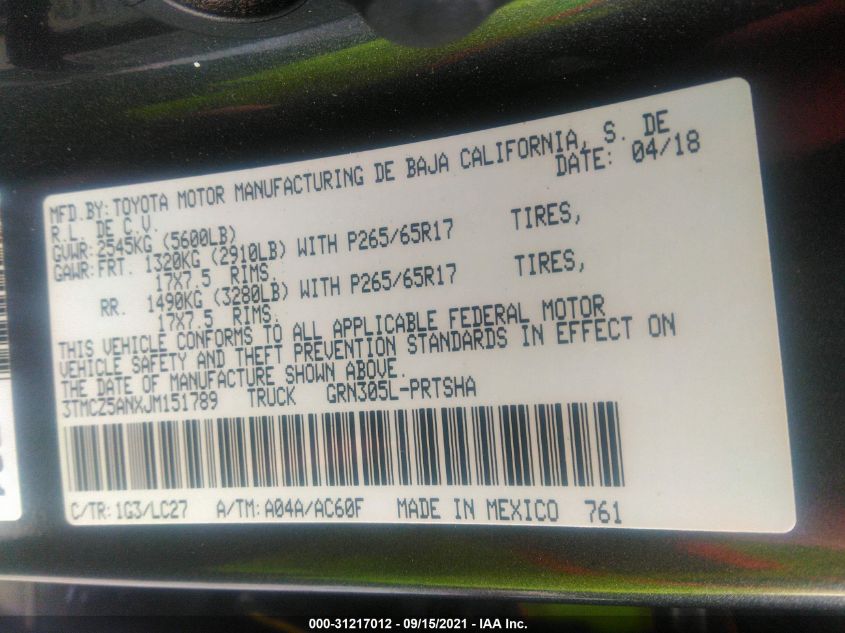 MFD.BY: TOYOTA MOTOR MANUFACTURING DE BAJA CALIFORNIA, S. DE
R.L. DE C.V. DATE: 04/18
GVWR: 2545KG (5600LB)
GAWR: FRT. 1320KG (2910LB) WITH P265/65R17 TIRES,
17X7.5 RIMS.
RR. 1490KG (3280LB) WITH P265/65R17 TIRES,
17X7.5 RIMS.
THIS VEHICLE CONFORMS TO ALL APPLICABLE FEDERAL MOTOR
VEHICLE SAFETY AND THEFT PREVENTION STANDARDS IN EFFECT ON
THE DATE OF MANUFACTURE SHOWN ABOVE.
3TMCZ5ANXJM151789 TRUCK GRN305L-PRTSHA
C/TR: 1G3/LC27 A/TM: A04A/AC60F MADE IN MEXICO 761
000-31217012 - 09/15/2021 - IAA Inc.